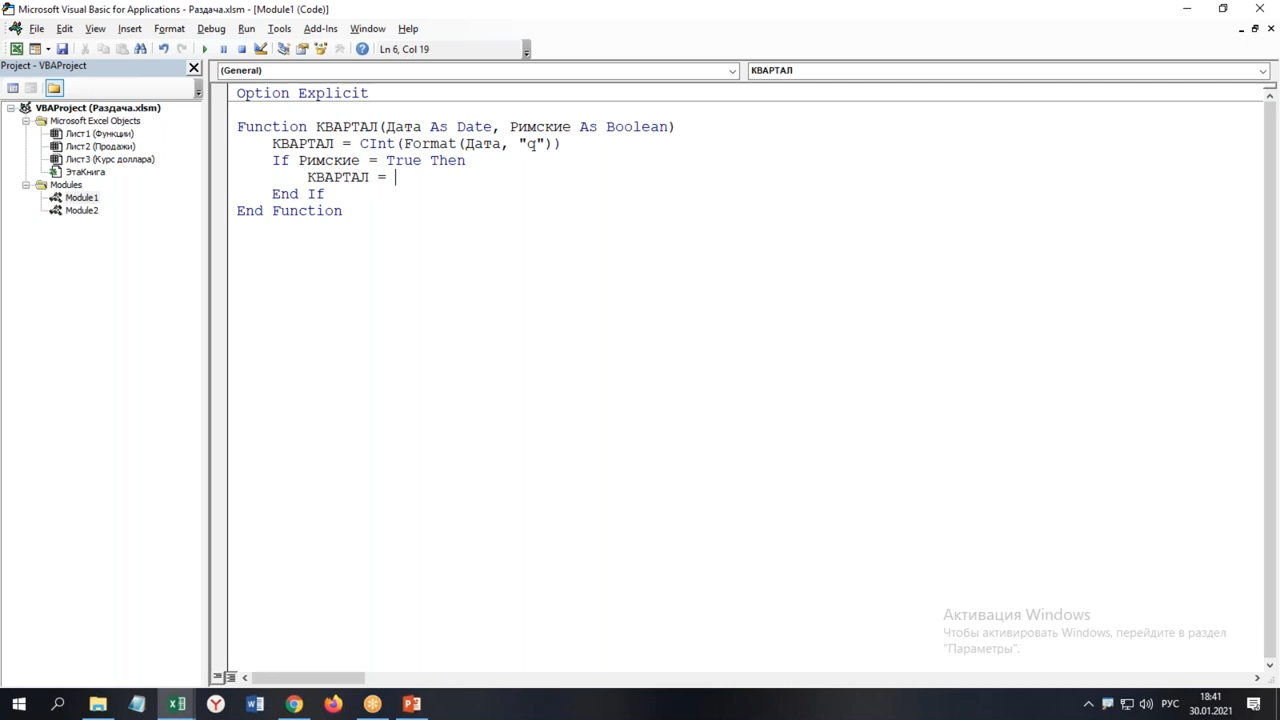 Microsoft Visual Basic for Applications - Раздача.xlsm - [Module1 (Code)]
File Edit View Insert Format Debug Run Tools Add-Ins Window Help
Ln 6, Col 19
Project - VBAProject
(General)
КВАРТАЛ
VBAProject (Раздача.xlsm)
Microsoft Excel Objects
Лист1 (Функции)
Лист2 (Продажи)
Лист3 (Курс доллара)
ЭтаКнига
Modules
Module1
Module2
Option Explicit
Function КВАРТАЛ(Дата As Date, Римские As Boolean)
КВАРТАЛ = CInt(Format(Дата, "q"))
If Римские = True Then
КВАРТАЛ =
End If
End Function
Активация Windows
Чтобы активировать Windows, перейдите в раздел
"Параметры".
РУС
18:41
30.01.2021